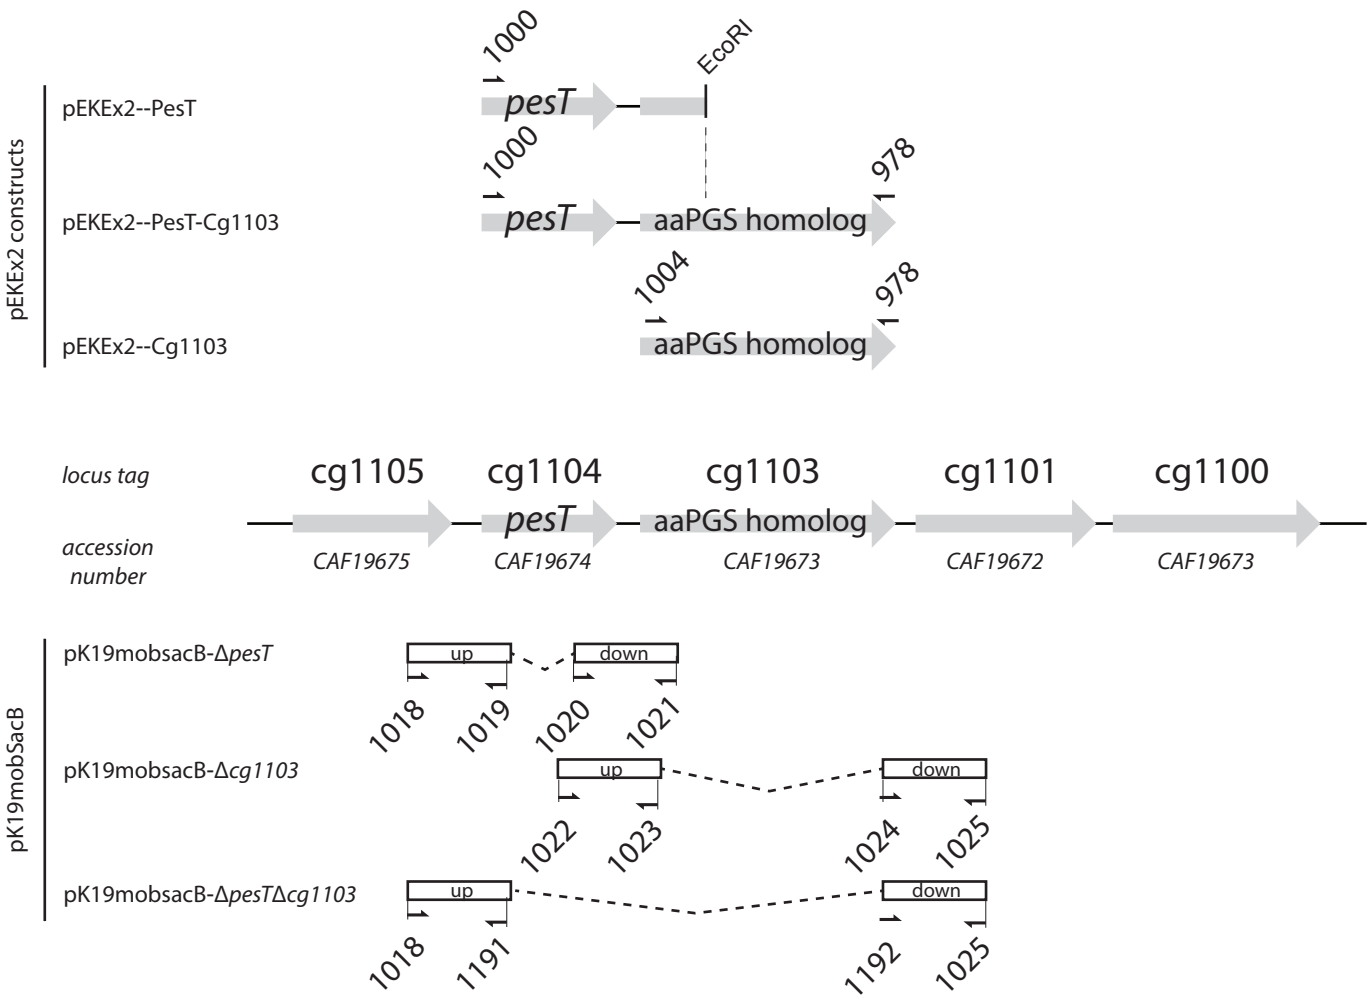 pEKEx2 constructs
1000
EcoRI
pEKEx2--PesT
pesT
1000
978
pEKEx2--PesT-Cg1103
pesT
aaPGS homolog
1004
978
pEKEx2--Cg1103
aaPGS homolog
locus tag
cg1105
cg1104
cg1103
cg1101
cg1100
pesT
aaPGS homolog
accession
number
CAF19675
CAF19674
CAF19673
CAF19672
CAF19673
pK19mobSacB
pK19mobsacB-ΔpesT
up
down
1018
1019
1020
1021
pK19mobsacB-Δcg1103
up
down
1022
1023
1024
1025
pK19mobsacB-ΔpesTΔcg1103
up
down
1018
1191
1192
1025